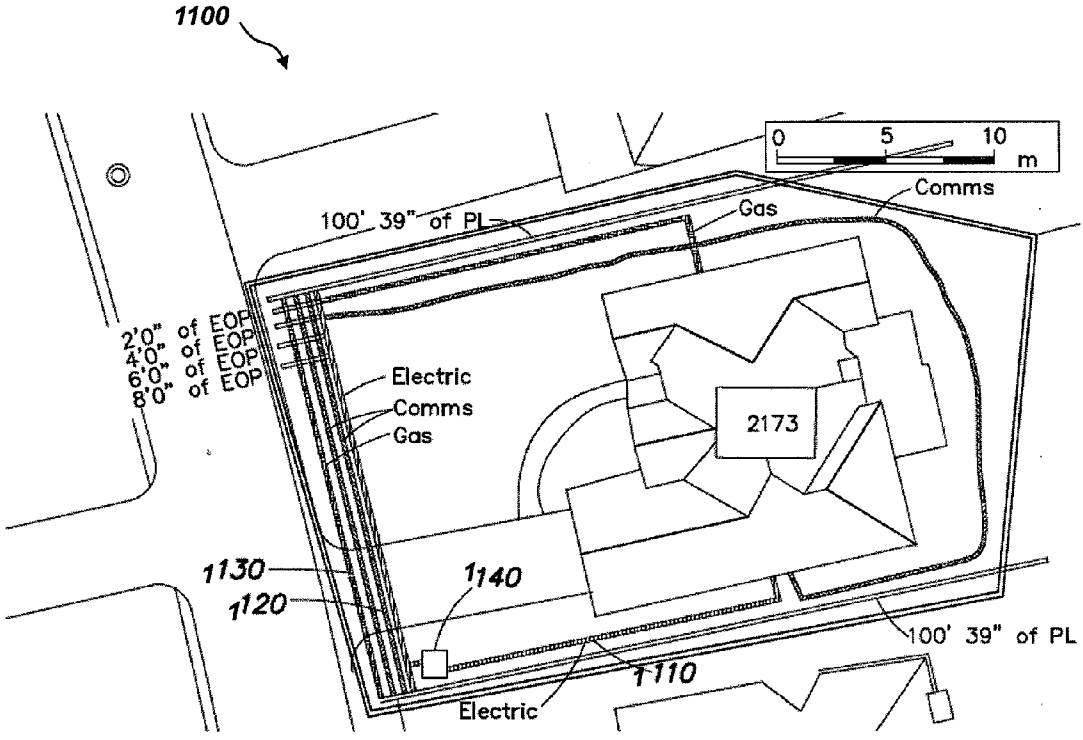 1100
0 5 10
m
Comms
Gas
100' 39" of PL
2'0" of EOP
4'0" of EOP
6'0" of EOP
8'0" of EOP
Electric
Comms
Gas
2173
1130
1140
1120
100' 39" of PL
1110
Electric